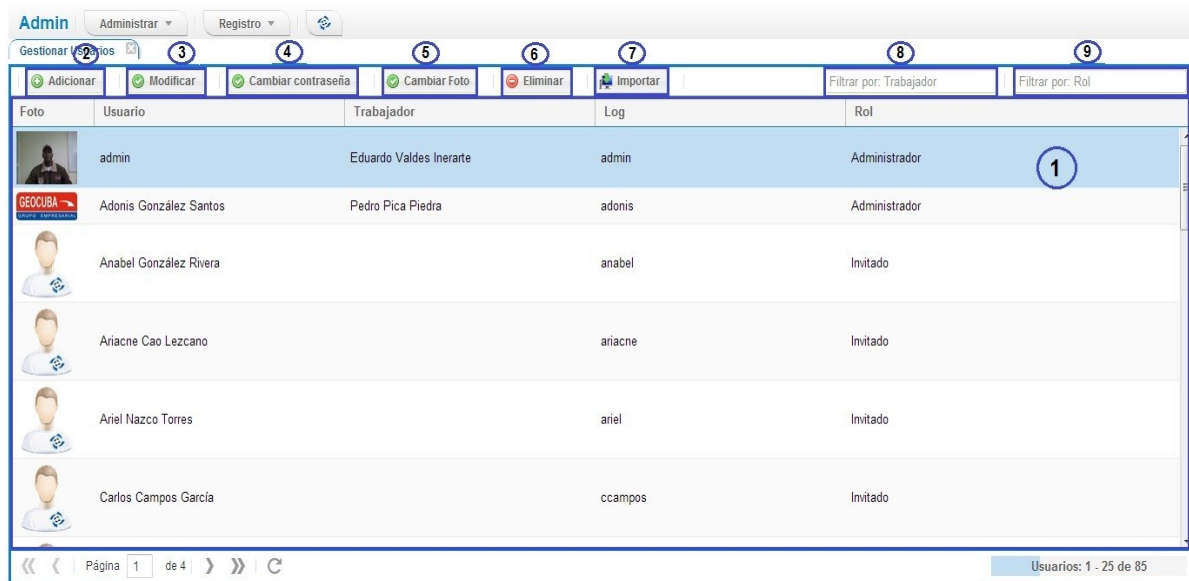 Admin Administrar Registro
Gestionar Usuarios 2 3 4 5 6 7 8 9
Adicionar Modificar Cambiar contraseña Cambiar Foto Eliminar Importar Filtrar por: Trabajador Filtrar por: Rol
Foto Usuario Trabajador Log Rol
admin Eduardo Valdes Inerarte admin Administrador 1
GEOCUBA
GRUPO EMPRESARIAL
Adonis González Santos Pedro Pica Piedra adonis Administrador
Anabel González Rivera anabel Invitado
Ariacne Cao Lezcano ariacne Invitado
Ariel Nazco Torres ariel Invitado
Carlos Campos García ccampos Invitado
Página 1 de 4 Usuarios: 1 - 25 de 85